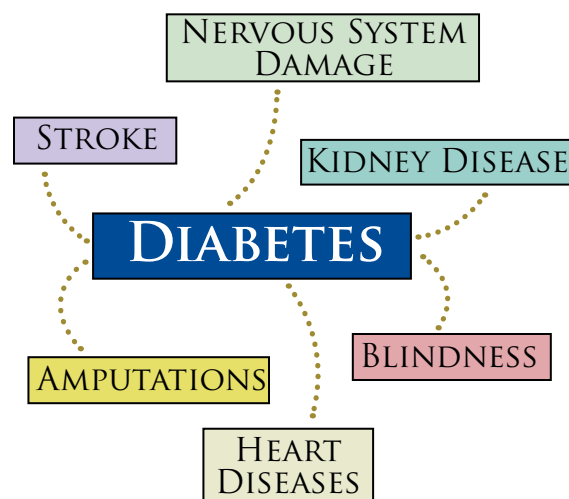 Nervous System
Damage
Stroke
Kidney Disease
Diabetes
Blindness
Amputations
Heart
Diseases